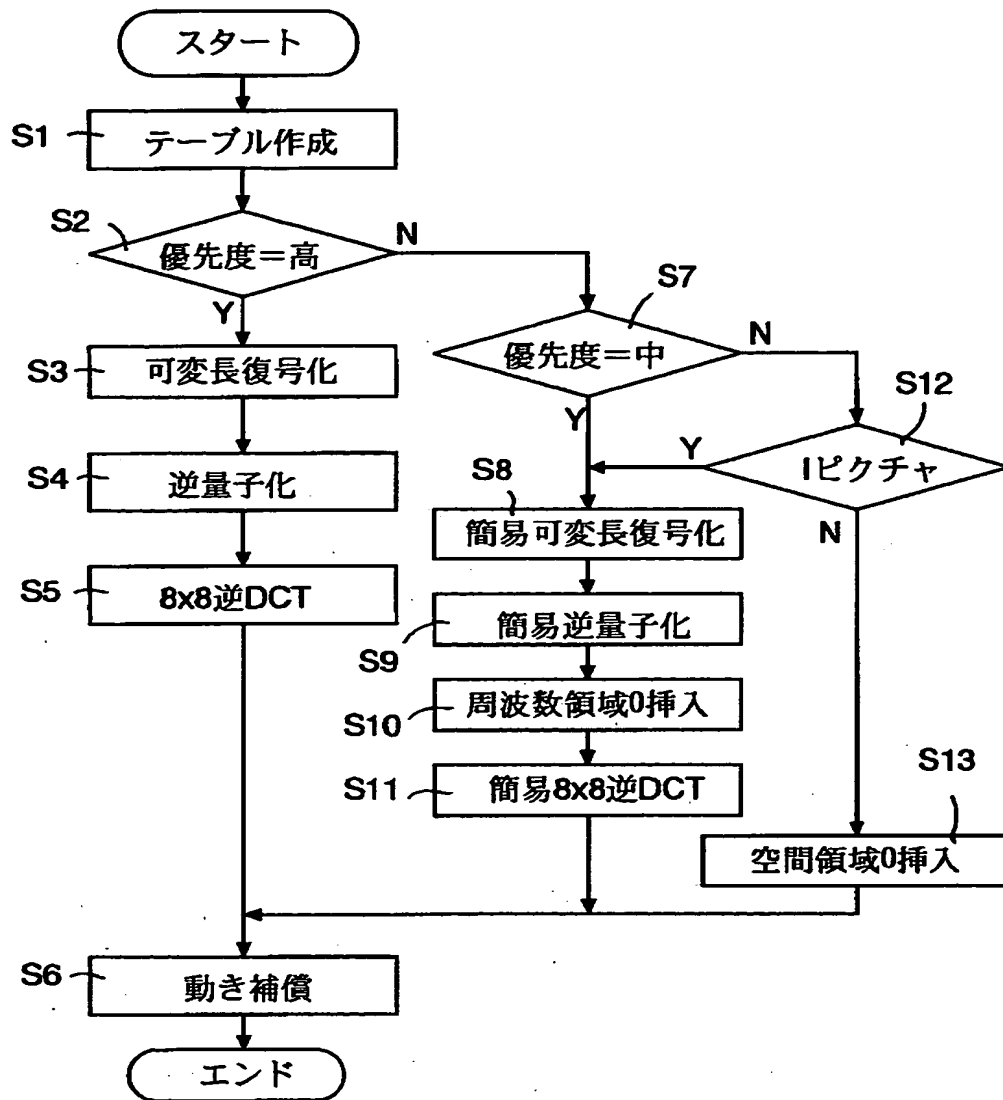 スタート
S1
テーブル作成
S2
優先度＝高
N
Y
S7
優先度＝中
N
Y
S3
可変長復号化
S12
Iピクチャ
Y
N
S4
逆量子化
S8
簡易可変長復号化
S5
8x8逆DCT
S9
簡易逆量子化
S10
周波数領域0挿入
S11
簡易8x8逆DCT
S13
空間領域0挿入
S6
動き補償
エンド